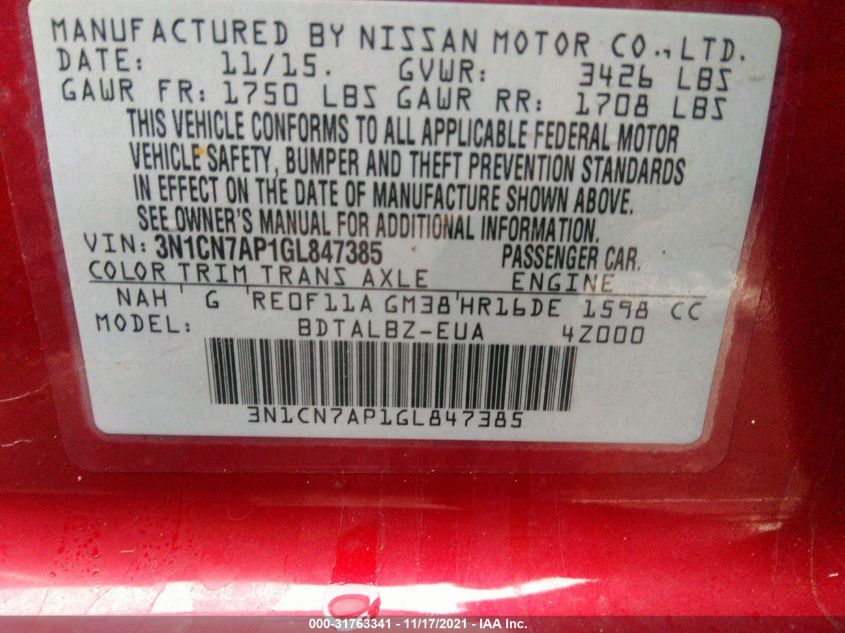 MANUFACTURED BY NISSAN MOTOR CO., LTD.
DATE: 11/15. GVWR: 3426 LBS
GAWR FR: 1750 LBS GAWR RR: 1708 LBS
THIS VEHICLE CONFORMS TO ALL APPLICABLE FEDERAL MOTOR
VEHICLE SAFETY, BUMPER AND THEFT PREVENTION STANDARDS
IN EFFECT ON THE DATE OF MANUFACTURE SHOWN ABOVE.
SEE OWNER'S MANUAL FOR ADDITIONAL INFORMATION.
VIN: 3N1CN7AP1GL847385 PASSENGER CAR.
COLOR TRIM TRANS AXLE ENGINE
NAH G RE0F11A GM38 HR16DE 1598 CC
MODEL: BDTALBZ-EUA 4Z000
3N1CN7AP1GL847385
000-31763341 - 11/17/2021 - IAA Inc.